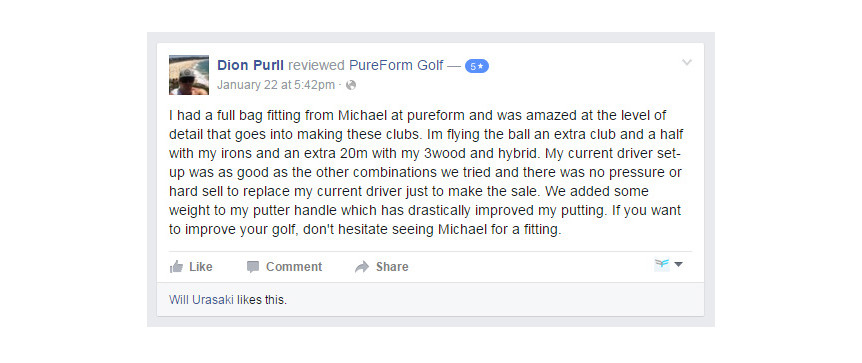 Dion Purll reviewed PureForm Golf — 5★
January 22 at 5:42pm ·
I had a full bag fitting from Michael at pureform and was amazed at the level of
detail that goes into making these clubs. Im flying the ball an extra club and a half
with my irons and an extra 20m with my 3wood and hybrid. My current driver set-
up was as good as the other combinations we tried and there was no pressure or
hard sell to replace my current driver just to make the sale. We added some
weight to my putter handle which has drastically improved my putting. If you want
to improve your golf, don't hesitate seeing Michael for a fitting.
Like Comment Share
Will Urasaki likes this.